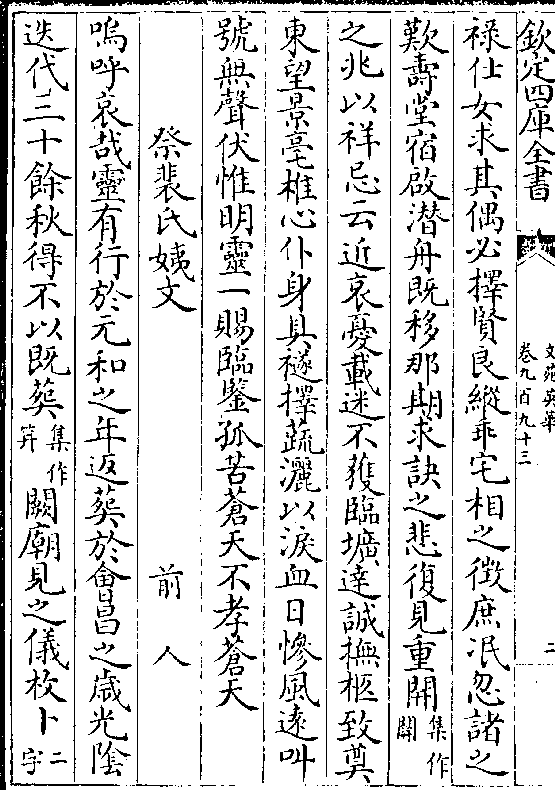 欽定四庫全書
文苑英華
卷九百九十三
二
祿仕女求其偶必擇賢良縱乖宅相之徵庶泯忽諸之
歎壽堂宿啟潛舟既移那期求訣之悲復見重開集作闢
之兆以祥忌云近哀憂載迷不獲臨壙達誠撫柩致奠
東望景亳椎心仆身具襚擇蔬灑以淚血日慘風遠叫
號無聲伏惟明靈一賜臨鑒孤苦蒼天不孝蒼天
祭裴氏姨文　前人
嗚呼哀哉靈有行於元和之年返葬於會昌之歲光陰
迭代三十餘秋得不以既葬集作笄闕廟見之儀枚卜二字